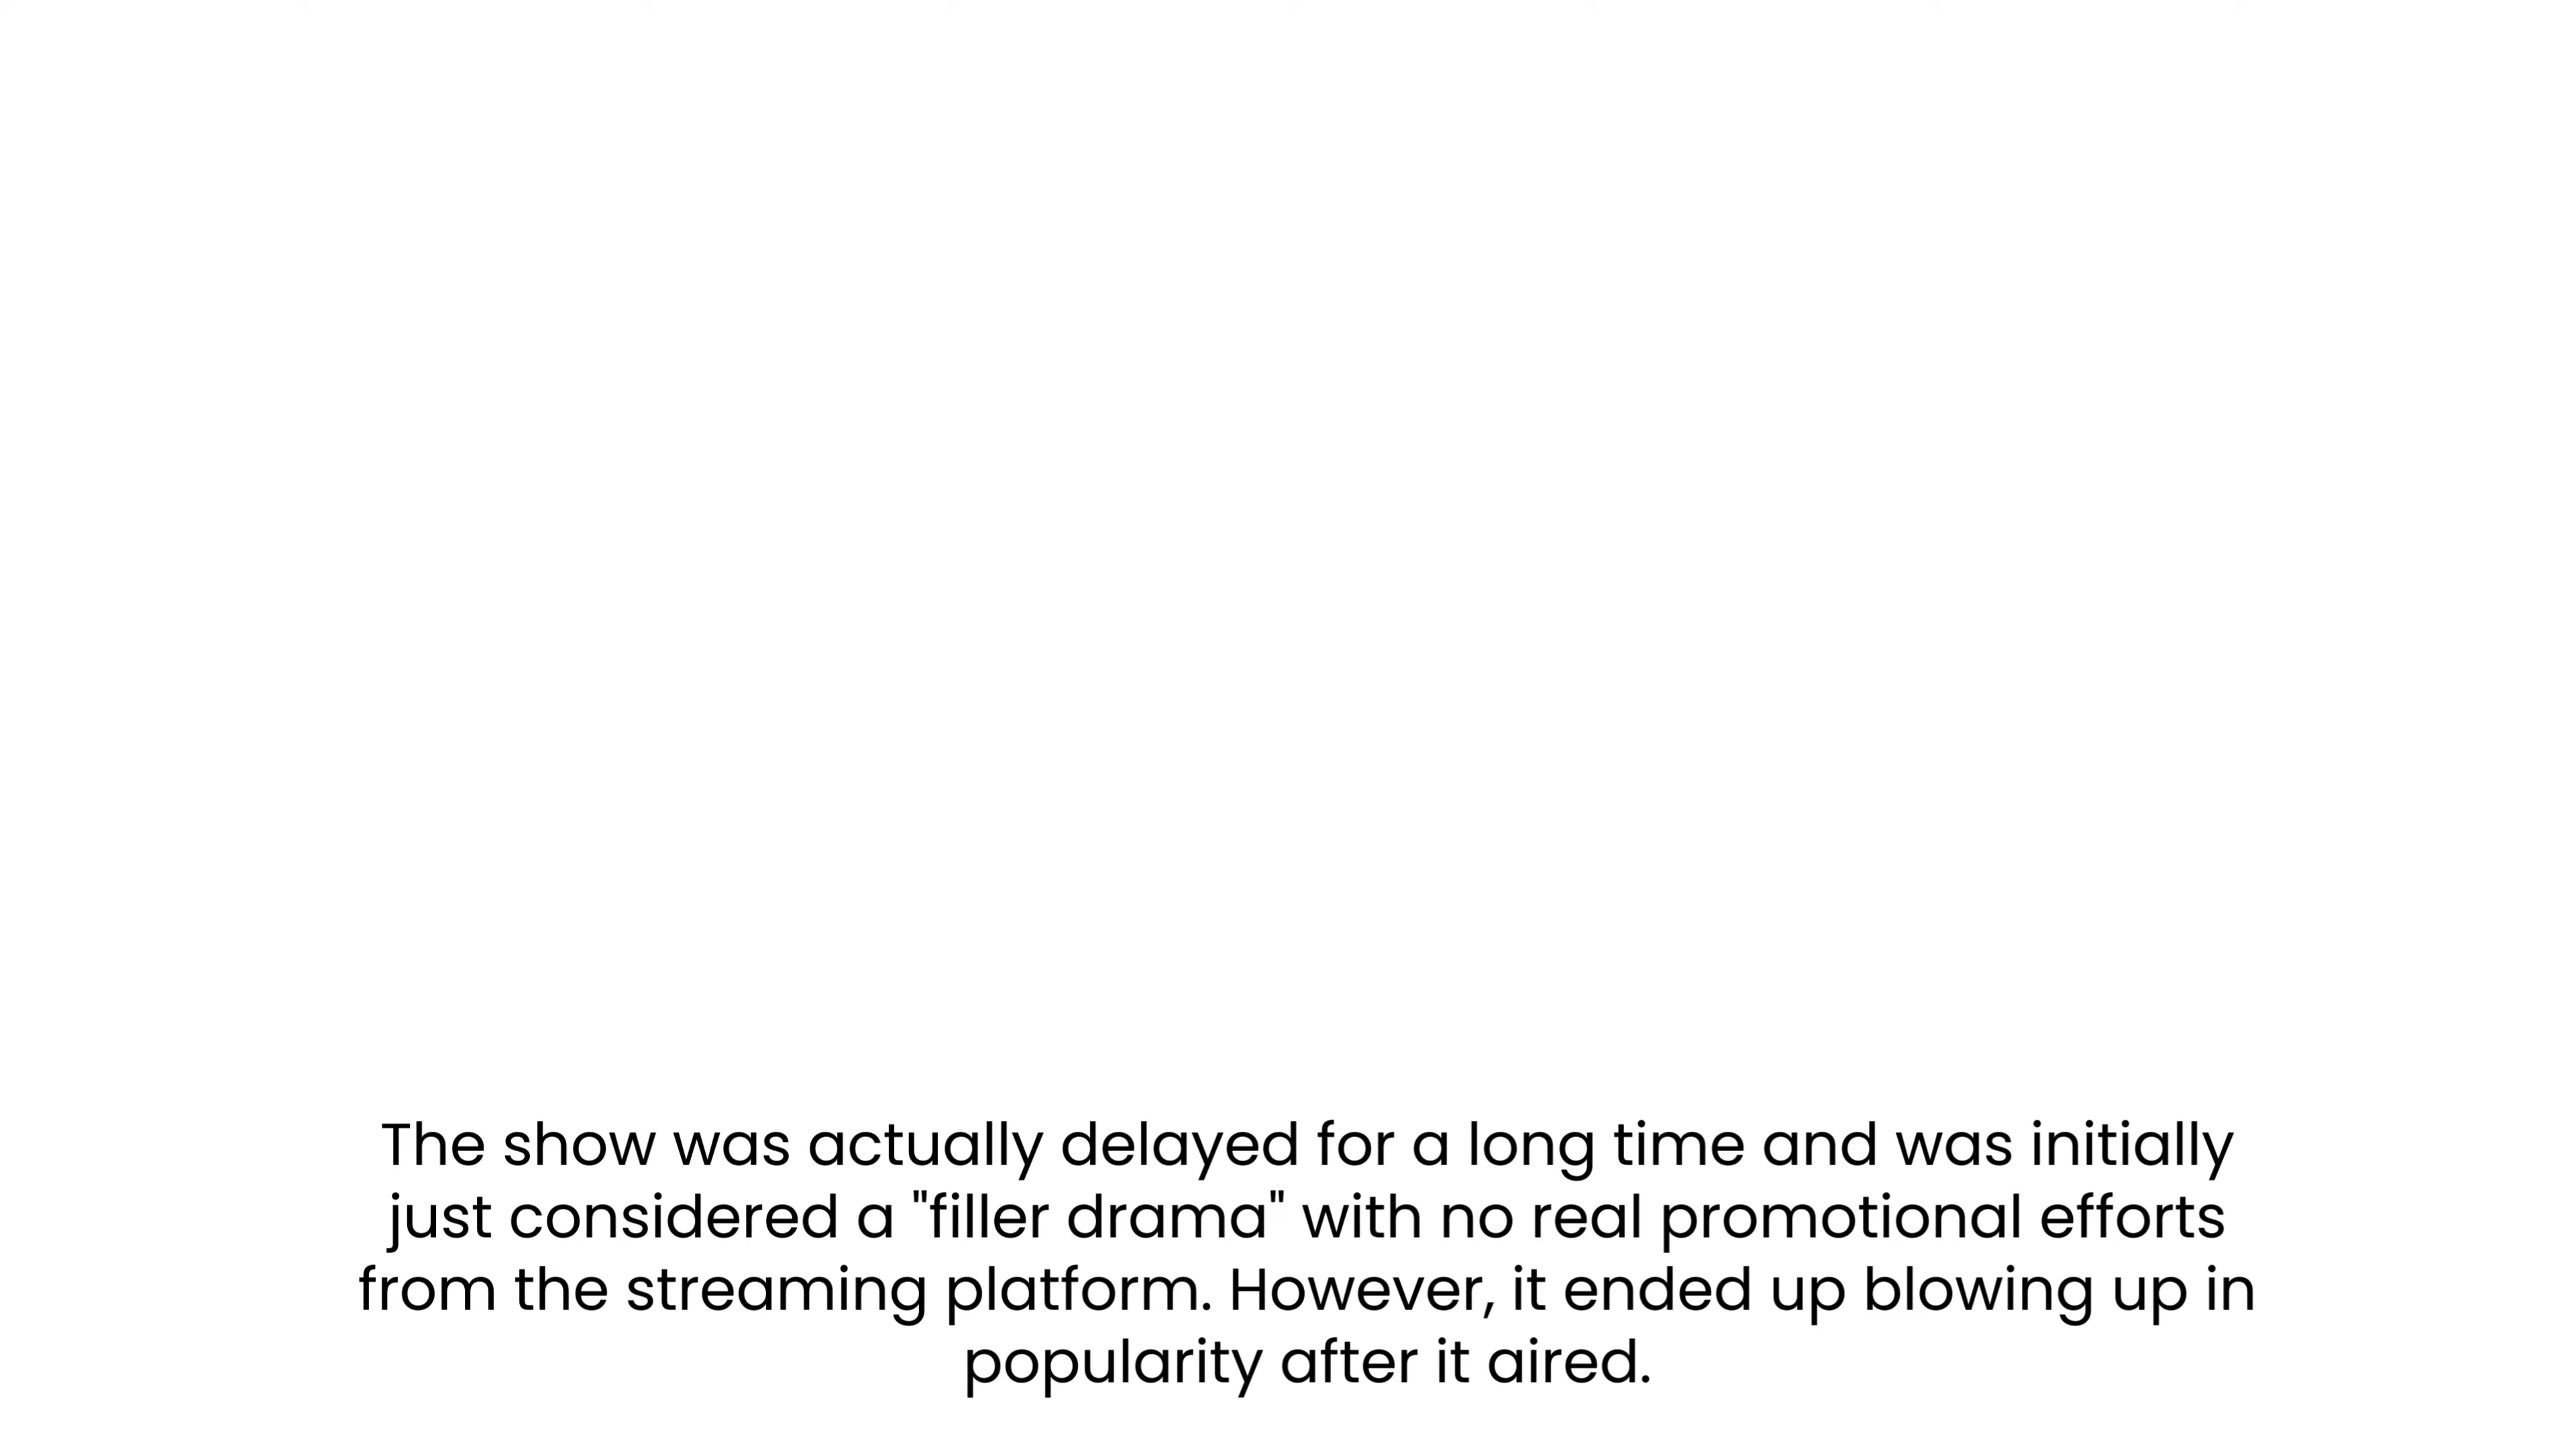 The show was actually delayed for a long time and was initially
just considered a "filler drama" with no real promotional efforts
from the streaming platform. However, it ended up blowing up in
popularity after it aired.